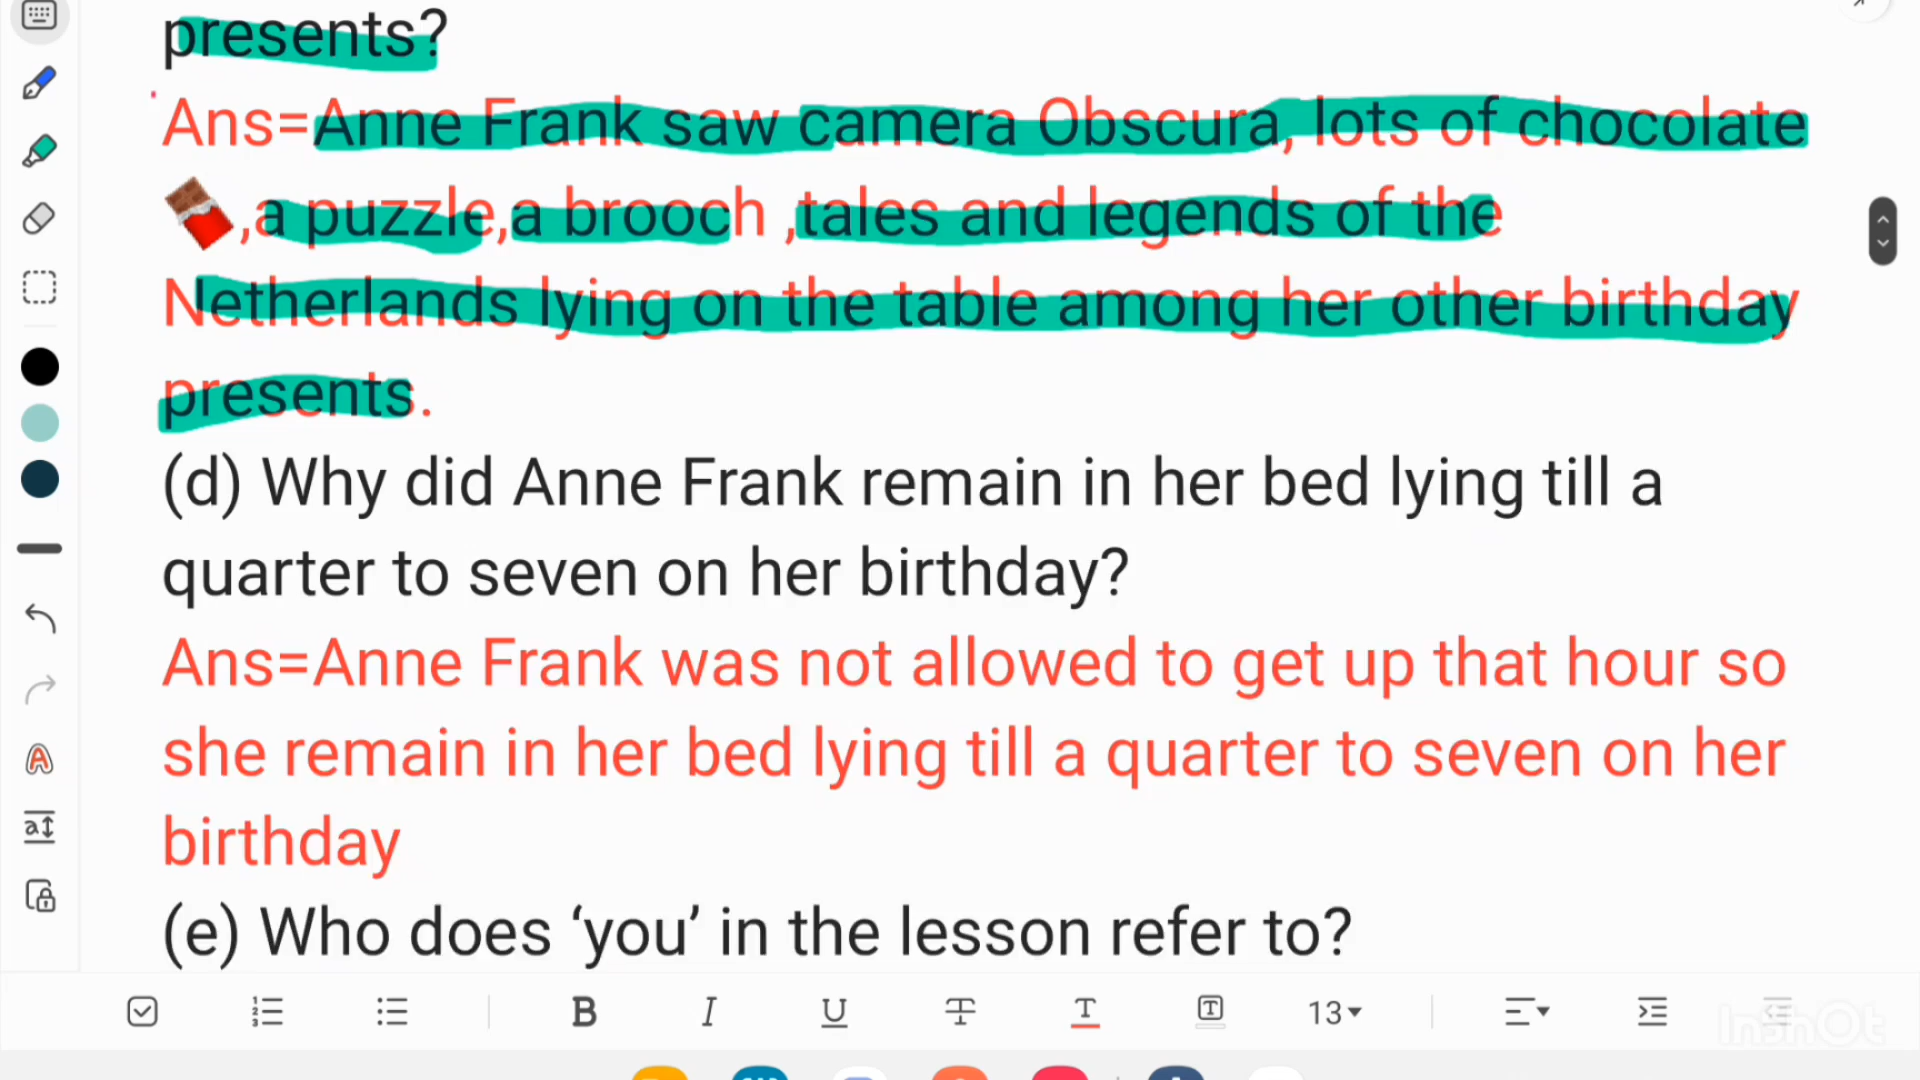 presents?
Ans=Anne Frank saw camera Obscura, lots of chocolate
🍫,a puzzle,a brooch ,tales and legends of the
Netherlands lying on the table among her other birthday
presents.
(d) Why did Anne Frank remain in her bed lying till a
quarter to seven on her birthday?
Ans=Anne Frank was not allowed to get up that hour so
she remain in her bed lying till a quarter to seven on her
birthday
(e) Who does ‘you’ in the lesson refer to?
13
InShOt